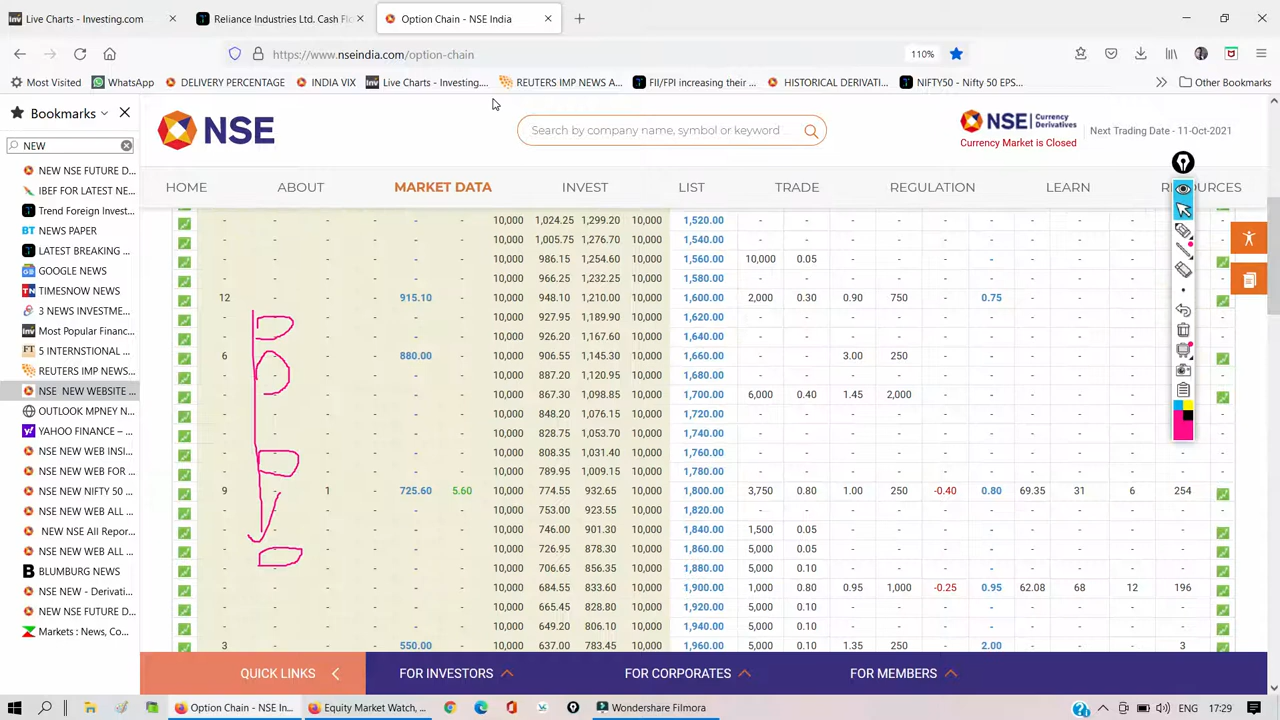 Live Charts - Investing.com
Reliance Industries Ltd. Cash F
Option Chain - NSE India
https://www.nseindia.com/option-chain
110%
Most Visited WhatsApp DELIVERY PERCENTAGE INDIA VIX Live Charts - Investing.... REUTERS IMP NEWS A... FII/FPI increasing their ... HISTORICAL DERIVATI... NIFTY50 - Nifty 50 EPS... Other Bookmarks
Bookmarks
NEW
NEW NSE FUTURE D...
IBEF FOR LATEST NE...
Trend Foreign Invest...
BT NEWS PAPER
LATEST BREAKING ...
GOOGLE NEWS
TN TIMESNOW NEWS
3 NEWS INVESTME...
Inv Most Popular Financ...
FT 5 INTERNSTIONAL ...
REUTERS IMP NEWS...
NSE NEW WEBSITE ...
OUTLOOK MPNEY N...
YAHOO FINANCE – ...
NSE NEW WEB INSI...
NSE NEW WEB FOR ...
NSE NEW NIFTY 50 ...
NSE NEW WEB ALL ...
NEW NSE All Repor...
NSE NEW WEB ALL ...
B BLUMBURG NEWS
NSE NEW - Derivati...
NEW NSE FUTURE D...
Markets : News, Co...
NSE
Search by company name, symbol or keyword
NSE Currency Derivatives
Currency Market is Closed
Next Trading Date - 11-Oct-2021
HOME ABOUT MARKET DATA INVEST LIST TRADE REGULATION LEARN
- - - - - - 10,000 1,024.25 1,299.20 10,000 1,520.00 - - - - - - - - - -
- - - - - - 10,000 1,005.75 1,276.70 10,000 1,540.00 - - - - - - - - - -
- - - - - - 10,000 986.15 1,254.60 10,000 1,560.00 10,000 0.05 - - - - - - - -
- - - - - - 10,000 966.25 1,232.25 10,000 1,580.00 - - - - - - - - - -
12 - - - 915.10 - 10,000 948.10 1,210.00 10,000 1,600.00 2,000 0.30 0.90 750 - 0.75 - - - -
- - - - - - 10,000 927.95 1,189.90 10,000 1,620.00 - - - - - - - - - -
- - - - - - 10,000 926.20 1,167.60 10,000 1,640.00 - - - - - - - - - -
6 - - - 880.00 - 10,000 906.55 1,145.30 10,000 1,660.00 - - 3.00 250 - - - - - -
- - - - - - 10,000 887.20 1,120.95 10,000 1,680.00 - - - - - - - - - -
- - - - - - 10,000 867.30 1,098.85 10,000 1,700.00 6,000 0.40 1.45 2,000 - - - - - -
- - - - - - 10,000 848.20 1,076.15 10,000 1,720.00 - - - - - - - - - -
- - - - - - 10,000 828.75 1,053.70 10,000 1,740.00 - - - - - - - - - -
- - - - - - 10,000 808.35 1,031.40 10,000 1,760.00 - - - - - - - - - -
- - - - - - 10,000 789.95 1,009.15 10,000 1,780.00 - - - - - - - - - -
9 - 1 - 725.60 5.60 10,000 774.55 932.65 10,000 1,800.00 3,750 0.80 1.00 250 -0.40 0.80 69.35 31 6 254
- - - - - - 10,000 753.00 923.55 10,000 1,820.00 - - - - - - - - - -
- - - - - - 10,000 746.00 901.30 10,000 1,840.00 1,500 0.05 - - - - - - - -
- - - - - - 10,000 726.95 878.30 10,000 1,860.00 5,000 0.05 - - - - - - - -
- - - - - - 10,000 706.65 856.35 10,000 1,880.00 5,000 0.10 - - - - - - - -
- - - - - - 10,000 684.55 833.60 10,000 1,900.00 1,000 0.80 0.95 1,000 -0.25 0.95 62.08 68 12 196
- - - - - - 10,000 665.45 828.80 10,000 1,920.00 5,000 0.10 - - - - - - - -
- - - - - - 10,000 649.20 806.10 10,000 1,940.00 5,000 0.10 - - - - - - - -
3 - - - 550.00 - 10,000 637.00 783.45 10,000 1,960.00 5,000 0.10 1.35 250 - 2.00 - - - 3
QUICK LINKS FOR INVESTORS FOR CORPORATES FOR MEMBERS
Option Chain - NSE In...
Equity Market Watch, ...
Wondershare Filmora
17:29